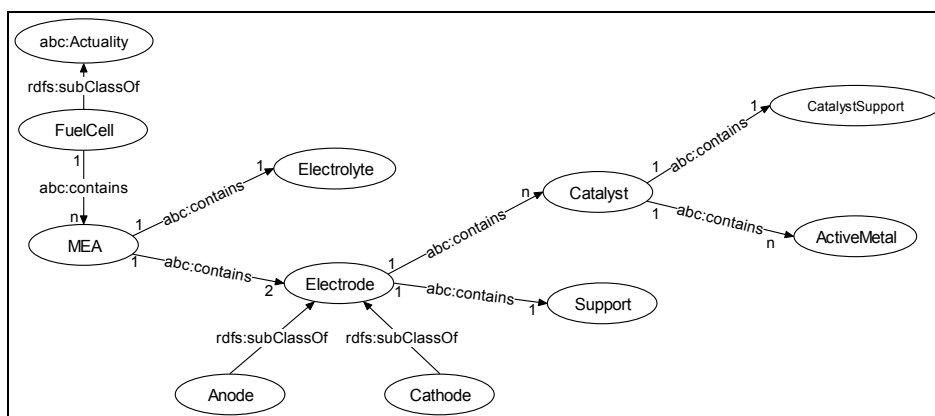 abc:Actuality
rdfs:subClassOf
FuelCell
1
abc:contains
n
MEA
1
abc:contains
1
Electrolyte
1
abc:contains
2
Electrode
1
abc:contains
n
Catalyst
1
abc:contains
1
CatalystSupport
1
abc:contains
n
ActiveMetal
1
abc:contains
1
Support
rdfs:subClassOf
rdfs:subClassOf
Anode
Cathode